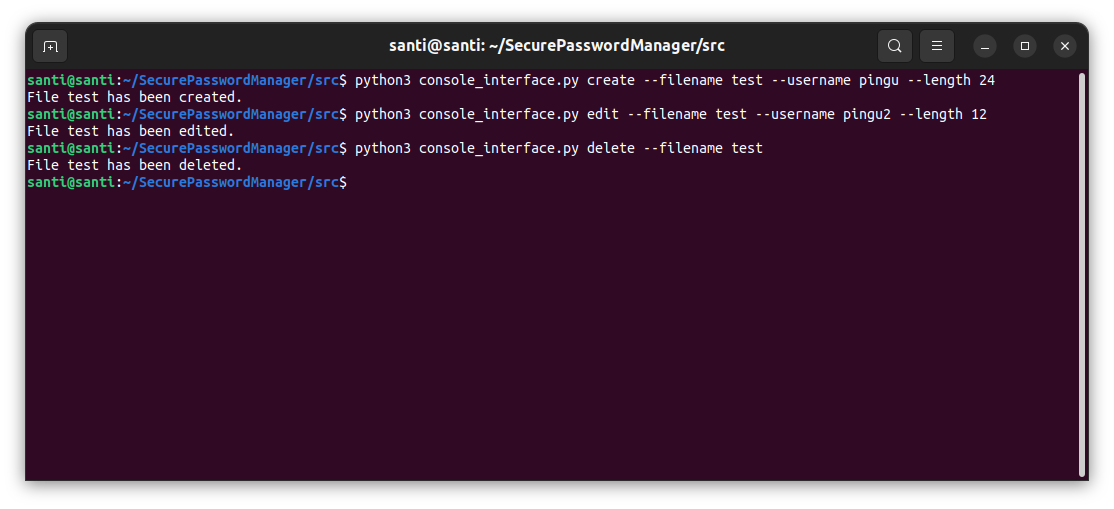 santi@santi: ~/SecurePasswordManager/src
santi@santi:~/SecurePasswordManager/src$ python3 console_interface.py create --filename test --username pingu --length 24
File test has been created.
santi@santi:~/SecurePasswordManager/src$ python3 console_interface.py edit --filename test --username pingu2 --length 12
File test has been edited.
santi@santi:~/SecurePasswordManager/src$ python3 console_interface.py delete --filename test
File test has been deleted.
santi@santi:~/SecurePasswordManager/src$